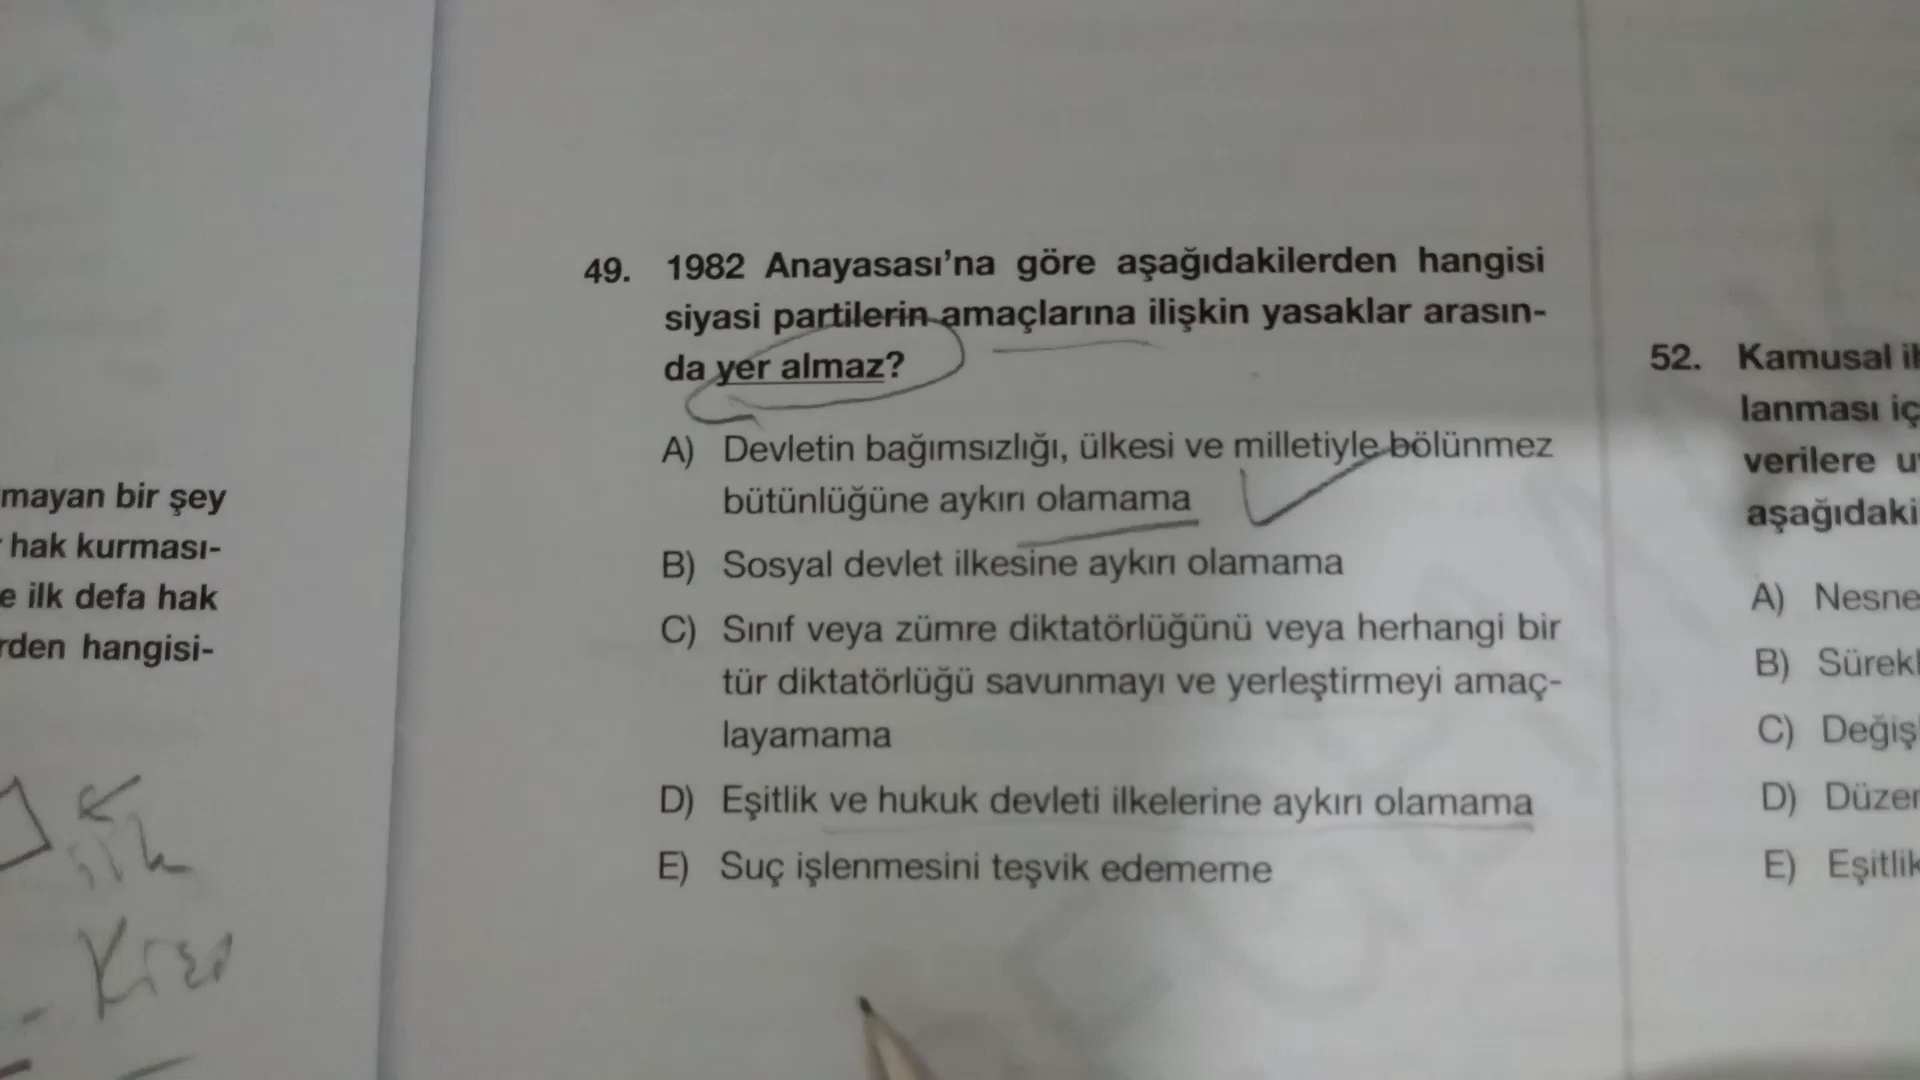 mayan bir şey
hak kurması-
e ilk defa hak
rden hangisi-
ilk
49. 1982 Anayasası'na göre aşağıdakilerden hangisi
siyasi partilerin amaçlarına ilişkin yasaklar arasın-
da yer almaz?
A) Devletin bağımsızlığı, ülkesi ve milletiyle bölünmez
bütünlüğüne aykırı olamama
B) Sosyal devlet ilkesine aykırı olamama
C) Sınıf veya zümre diktatörlüğünü veya herhangi bir
tür diktatörlüğü savunmayı ve yerleştirmeyi amaç-
layamama
D) Eşitlik ve hukuk devleti ilkelerine aykırı olamama
E) Suç işlenmesini teşvik edememe
52. Kamusal
lanması iç
verilere u
aşağıdaki
A) Nesne
B) Sürekl
C) Değiş
D) Düzen
E) Eşitlik